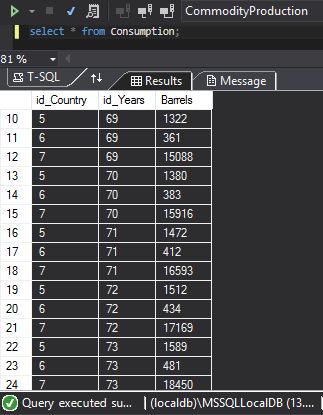 CommodityProduction
select * from Consumption;
81 %
T-SQL Results Message
id_Country id_Years Barrels
10 5 69 1322
11 6 69 361
12 7 69 15088
13 5 70 1380
14 6 70 383
15 7 70 15916
16 5 71 1472
17 6 71 412
18 7 71 16593
19 5 72 1512
20 6 72 434
21 7 72 17169
22 5 73 1589
23 6 73 481
24 7 73 18450
Query executed su... (localdb)\MSSQLLocalDB (13....